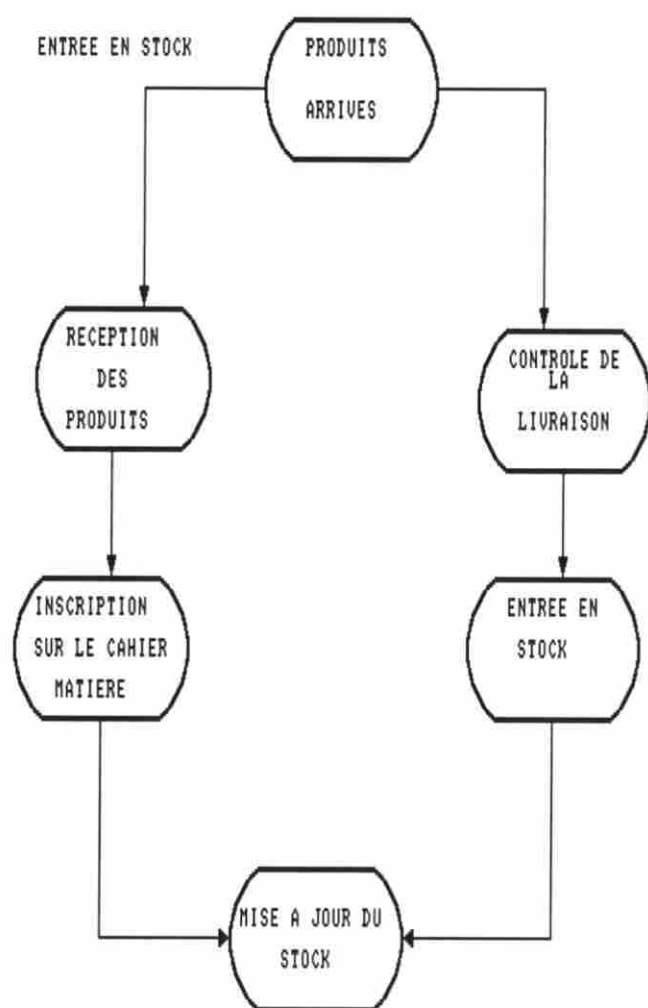 ENTREE EN STOCK
PRODUITS
ARRIVES
RECEPTION
DES
PRODUITS
CONTROLE DE
LA
LIVRAISON
INSCRIPTION
SUR LE CAHIER
MATIERE
ENTREE EN
STOCK
MISE A JOUR DU
STOCK